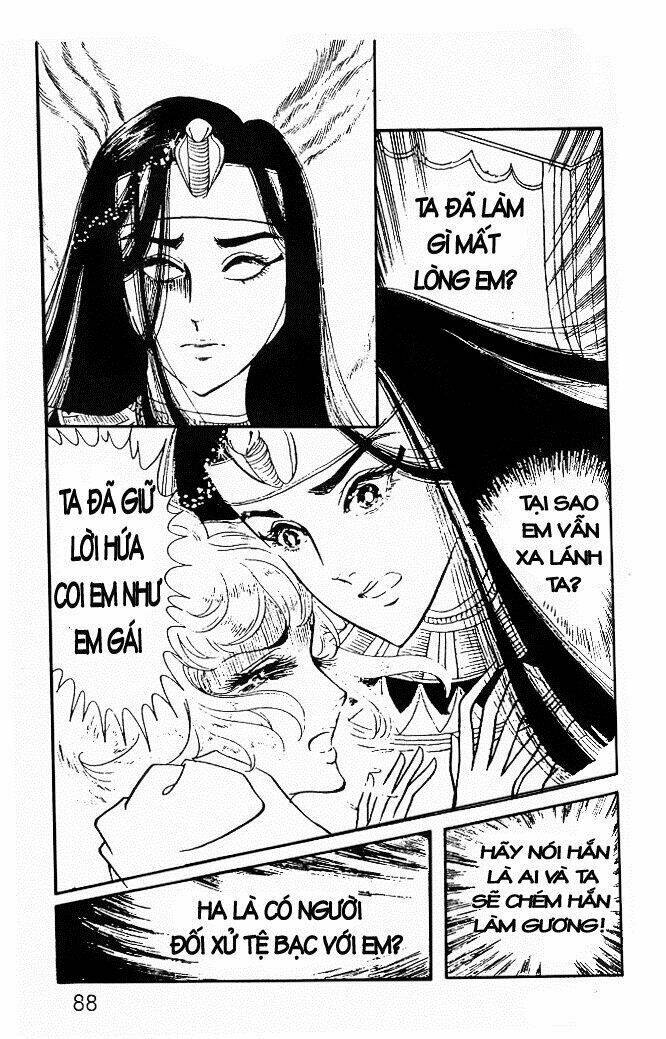 TA ĐÃ LÀM
GÌ MẤT
LÒNG EM?
TA ĐÃ GIỮ
LỜI HỨA
COI EM NHƯ
EM GÁI
TẠI SAO
EM VẪN
XA LÁNH
TA?
HA LÀ CÓ NGƯỜI
ĐỐI XỬ TỆ BẠC VỚI EM?
HÃY NÓI HẮN
LÀ AI VÀ TA
SẼ CHÉM HẮN
LÀM GƯƠNG!
88